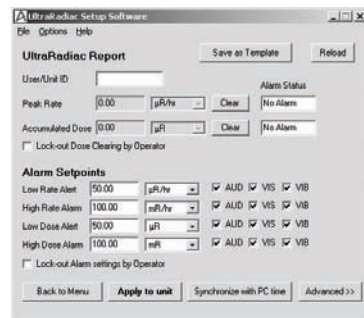 UltraRadiac Setup Software
File Options Help
UltraRadiac Report
Save as Template
Reload
User/Unit ID
Alarm Status
Peak Rate 0.00 µR/hr Clear No Alarm
Accumulated Dose 0.00 µR Clear No Alarm
Lock-out Dose Clearing by Operator
Alarm Setpoints
Low Rate Alert 50.00 µR/hr AUD VIS VIB
High Rate Alarm 100.00 mR/hr AUD VIS VIB
Low Dose Alert 50.00 µR AUD VIS VIB
High Dose Alarm 100.00 mR AUD VIS VIB
Lock-out Alarm settings by Operator
Back to Menu Apply to unit Synchronize with PC time Advanced >>